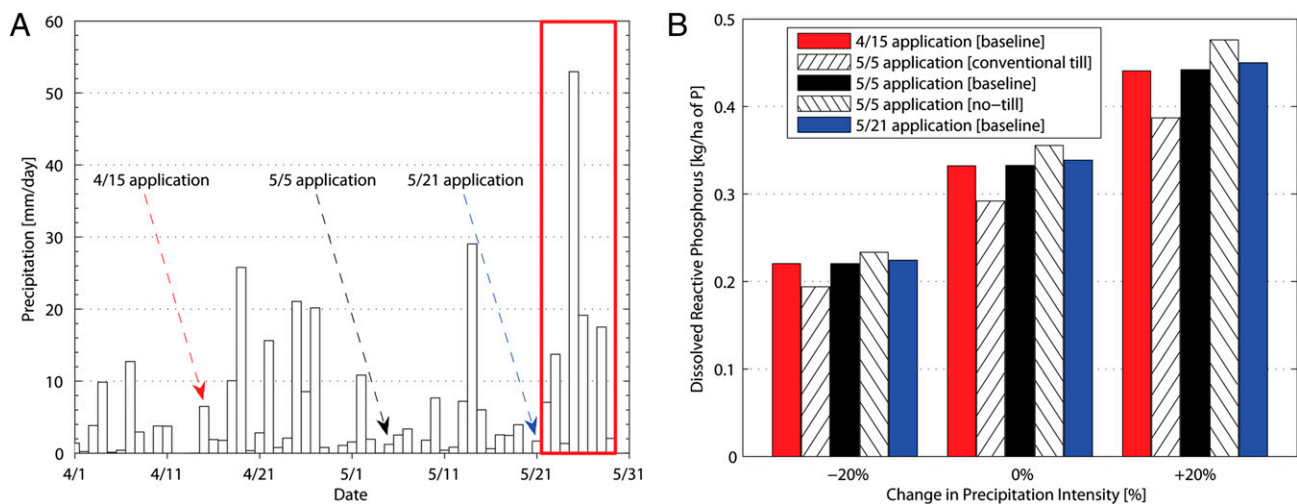 A
Precipitation [mm/day]
60
50
40
30
20
10
0
4/15 application
5/5 application
5/21 application
4/1
4/11
4/21
5/1
5/11
5/21
5/31
Date
B
Dissolved Reactive Phosphorus [kg/ha of P]
0.5
0.4
0.3
0.2
0.1
0
4/15 application [baseline]
5/5 application [conventional till]
5/5 application [baseline]
5/5 application [no−till]
5/21 application [baseline]
−20%
0%
+20%
Change in Precipitation Intensity [%]